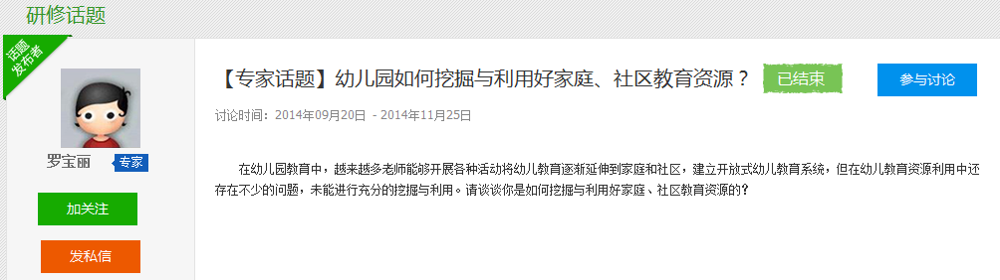 研修话题
话题
发布者
【专家话题】幼儿园如何挖掘与利用好家庭、社区教育资源？ 已结束 参与讨论
讨论时间：2014年09月20日 - 2014年11月25日
罗宝丽 专家
在幼儿园教育中，越来越多老师能够开展各种活动将幼儿教育逐渐延伸到家庭和社区，建立开放式幼儿教育系统，但在幼儿教育资源利用中还
存在不少的问题，未能进行充分的挖掘与利用。请谈谈你是如何挖掘与利用好家庭、社区教育资源的？
加关注
发私信